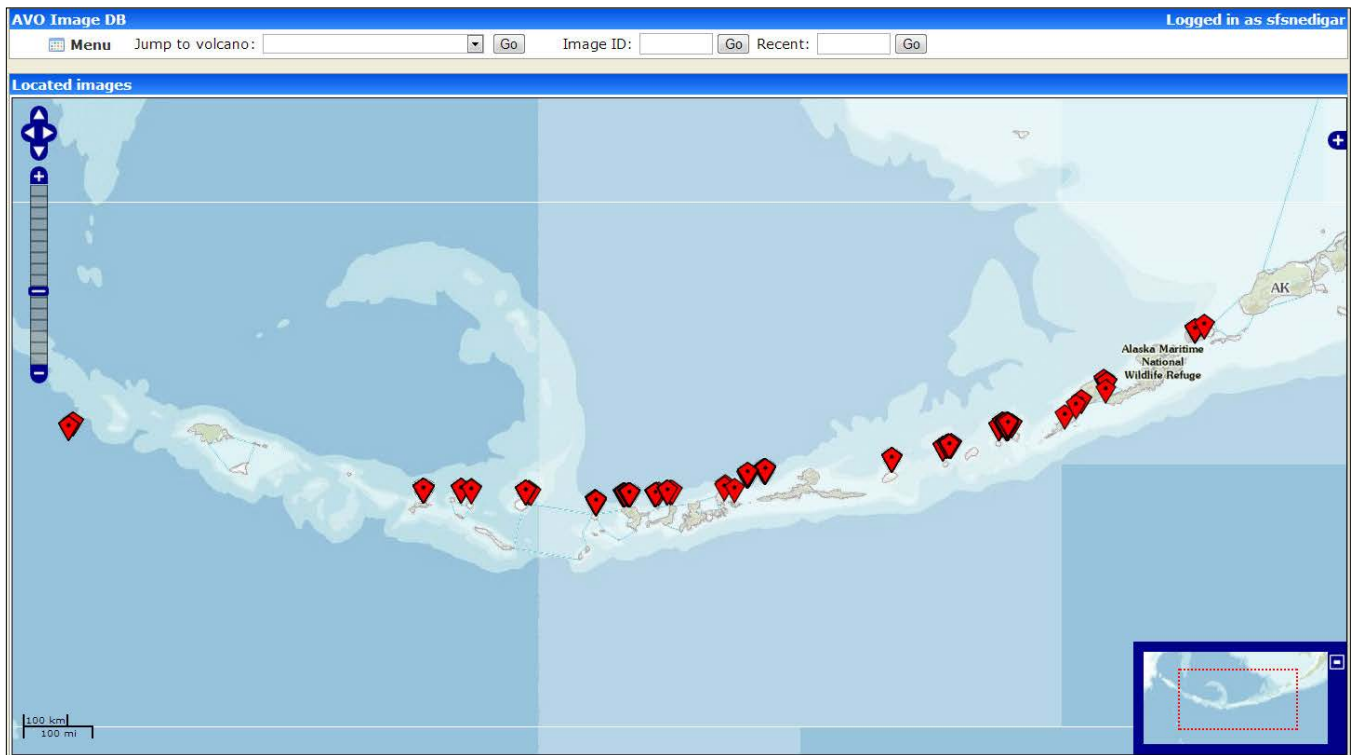 AVO Image DB
Logged in as sfsnedigar
Menu Jump to volcano: Go Image ID: Go Recent: Go
Located images
AK
Alaska Maritime
National
Wildlife Refuge
100 km
100 mi